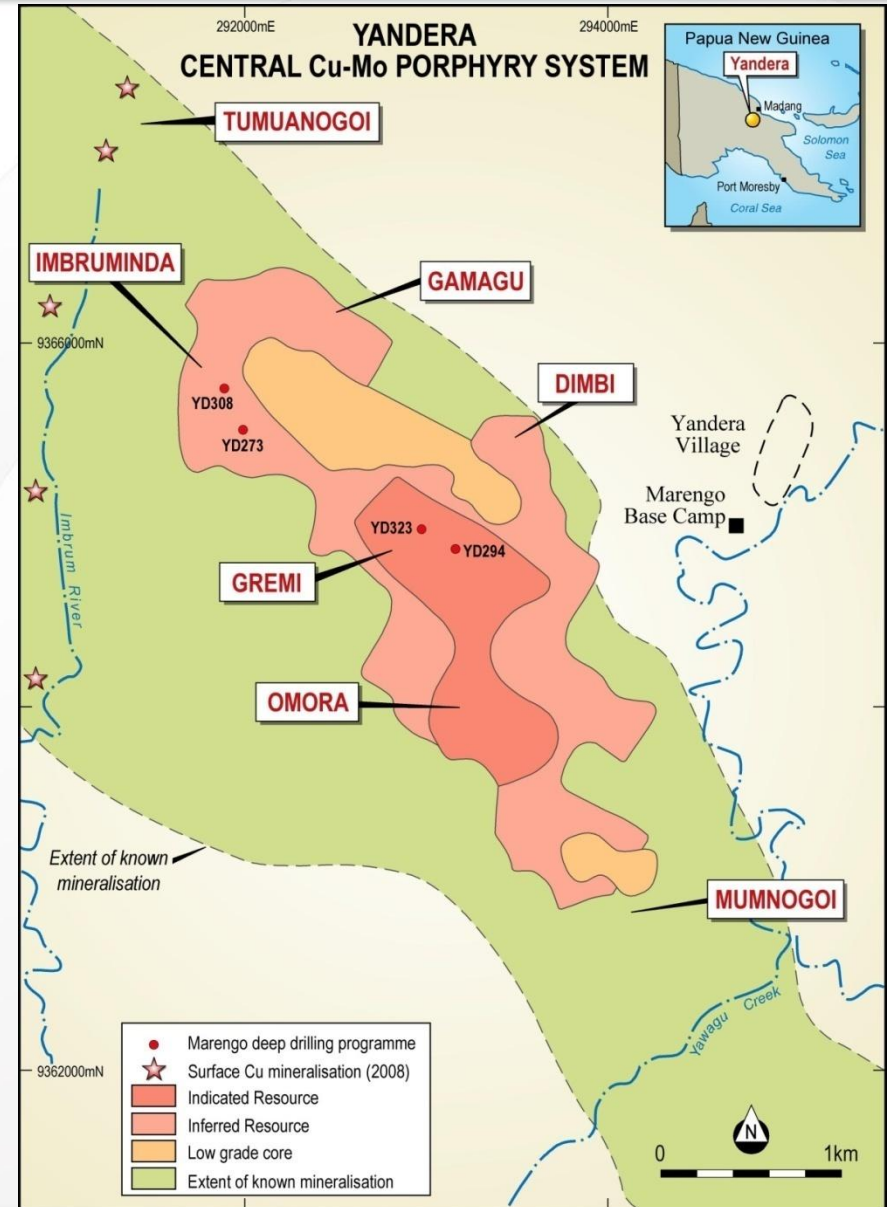 292000mE
294000mE
YANDERA
CENTRAL Cu-Mo PORPHYRY SYSTEM
Papua New Guinea
Yandera
Madang
Solomon
Sea
Port Moresby
Coral Sea
TUMUANOGOI
IMBRUMINDA
GAMAGU
9366000mN
DIMBI
YD308
YD273
Yandera
Village
Marengo
Base Camp
Imbrum River
YD323
YD294
GREMI
OMORA
Extent of known
mineralisation
MUMNOGOI
Yawagu Creek
9362000mN
Marengo deep drilling programme
Surface Cu mineralisation (2008)
Indicated Resource
Inferred Resource
Low grade core
Extent of known mineralisation
N
0 1km